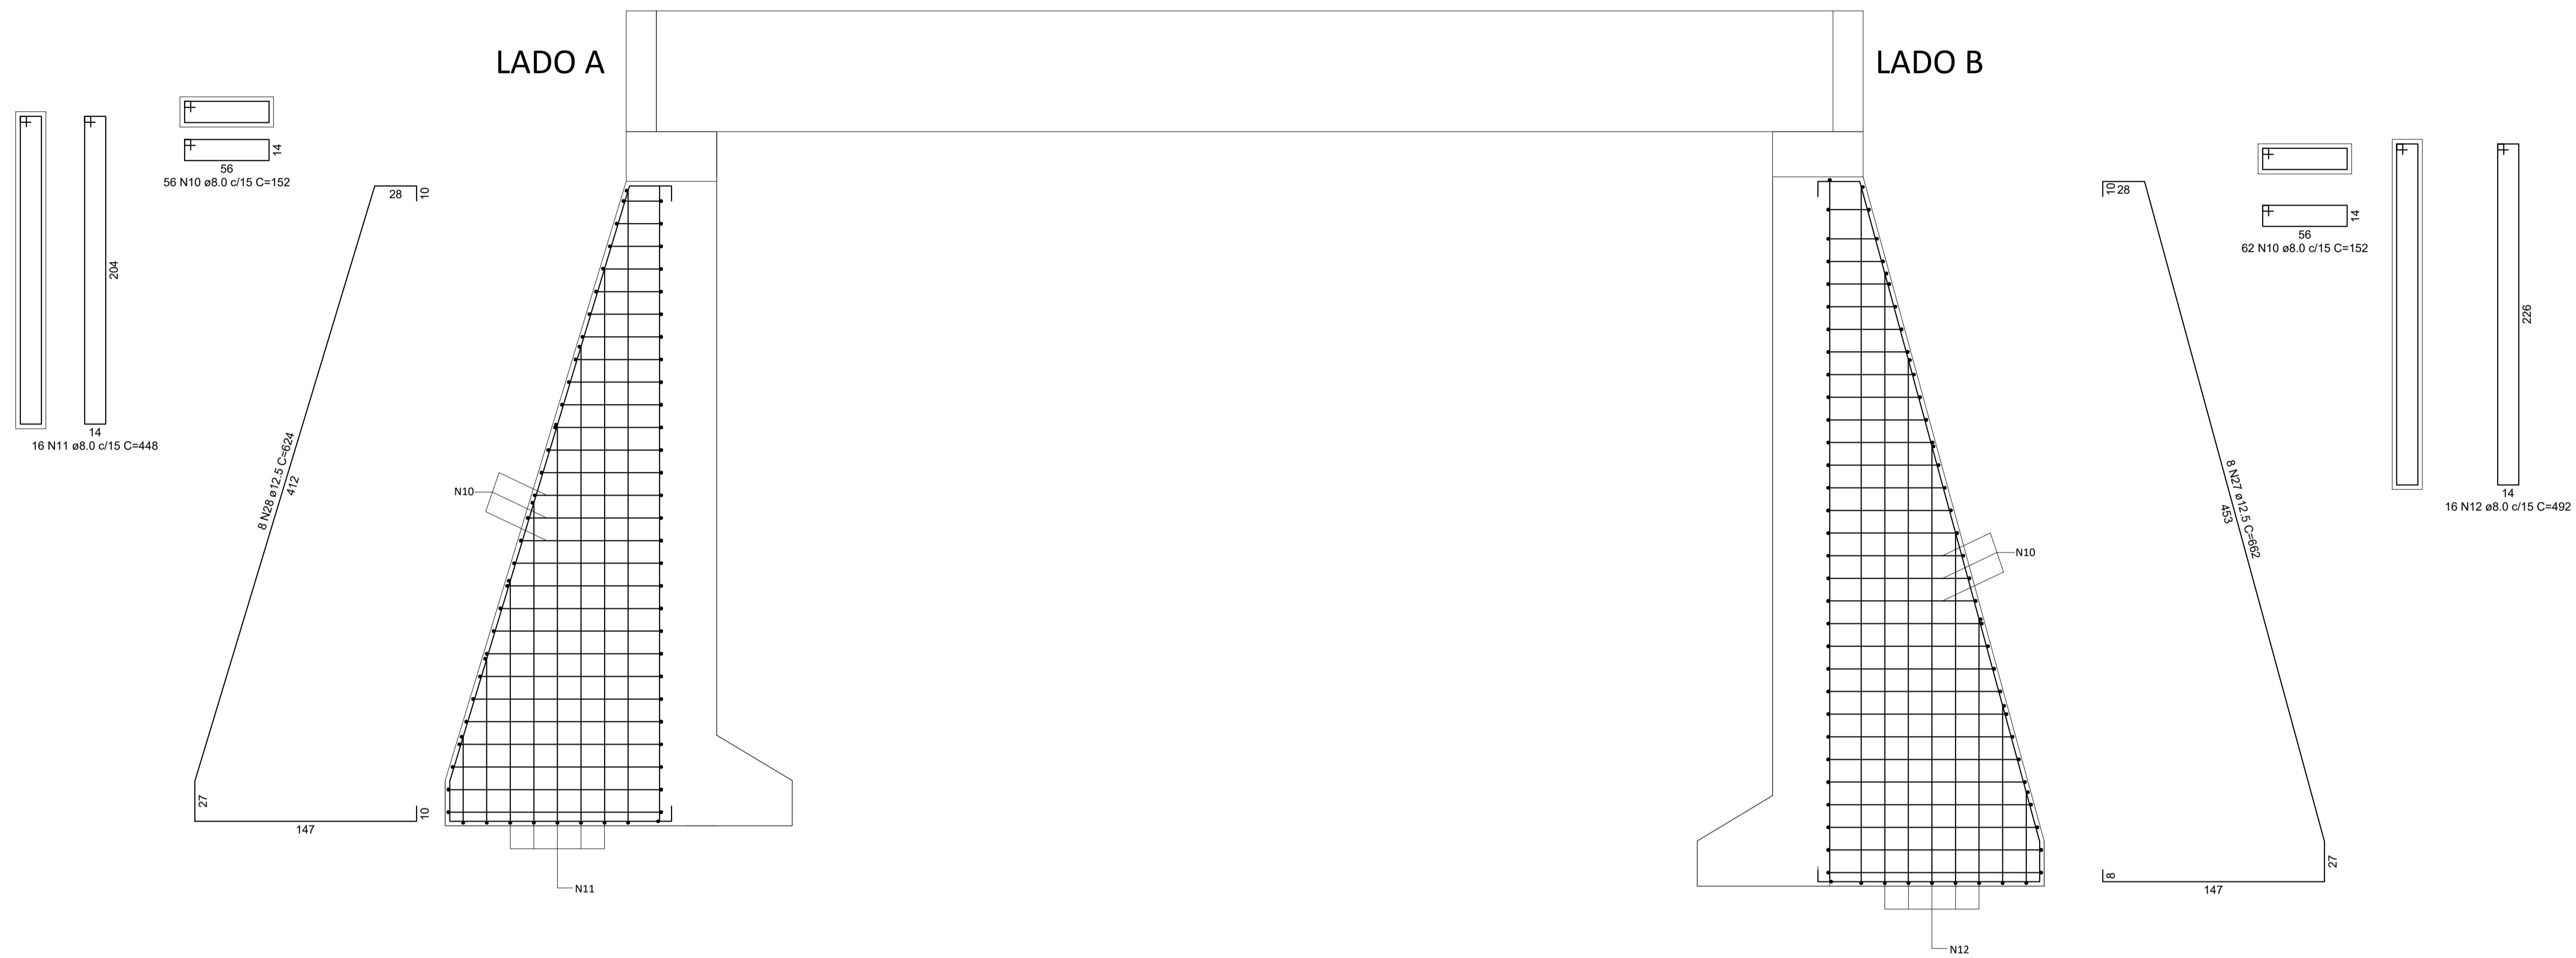 LADO A
LADO B
14
56
56 N10 ø8.0 c/15 C=152
204
14
16 N11 ø8.0 c/15 C=448
28
10
8 N28 ø12.5 C=624
412
27
147
10
N10
N11
14
56
62 N10 ø8.0 c/15 C=152
226
14
16 N12 ø8.0 c/15 C=492
10
28
8 N27 ø12.5 C=662
453
27
8
147
N10
N12